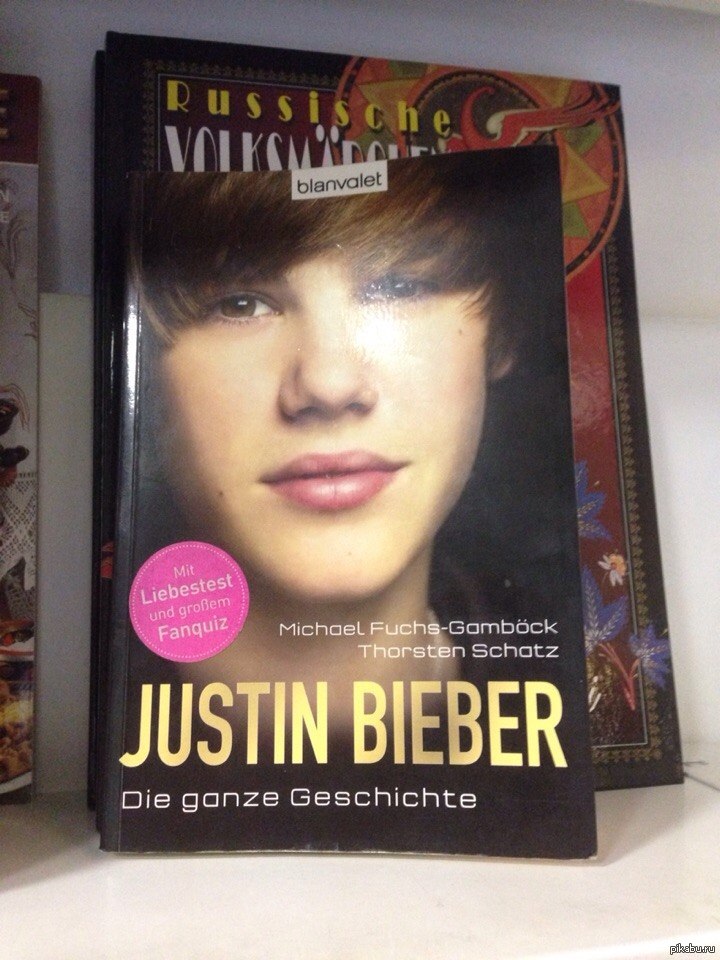 Russische
VOLKSMÄRCHEN
blanvalet
Mit
Liebestest
und großem
Fanquiz
Michael Fuchs-Gamböck
Thorsten Schatz
JUSTIN BIEBER
Die ganze Geschichte
pikabu.ru